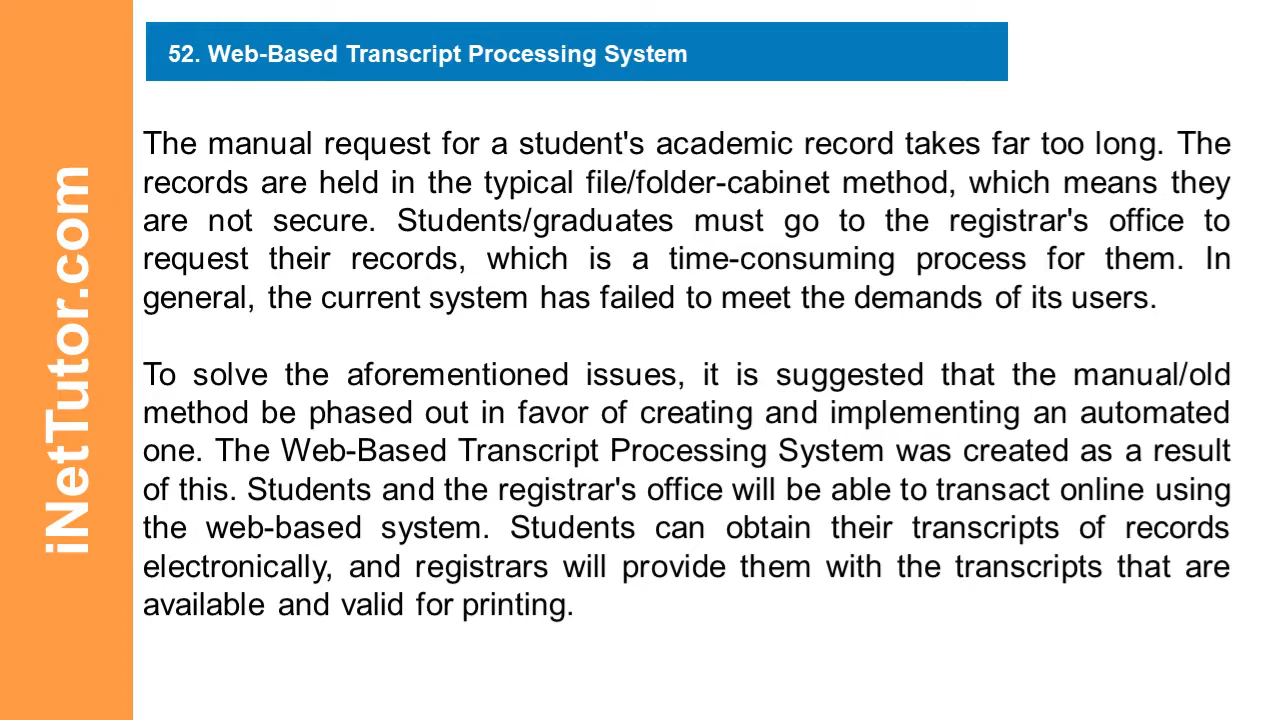 52. Web-Based Transcript Processing System
The manual request for a student's academic record takes far too long. The
records are held in the typical file/folder-cabinet method, which means they
are not secure. Students/graduates must go to the registrar's office to
request their records, which is a time-consuming process for them. In
general, the current system has failed to meet the demands of its users.
To solve the aforementioned issues, it is suggested that the manual/old
method be phased out in favor of creating and implementing an automated
one. The Web-Based Transcript Processing System was created as a result
of this. Students and the registrar's office will be able to transact online using
the web-based system. Students can obtain their transcripts of records
electronically, and registrars will provide them with the transcripts that are
available and valid for printing.
iNetTutor.com